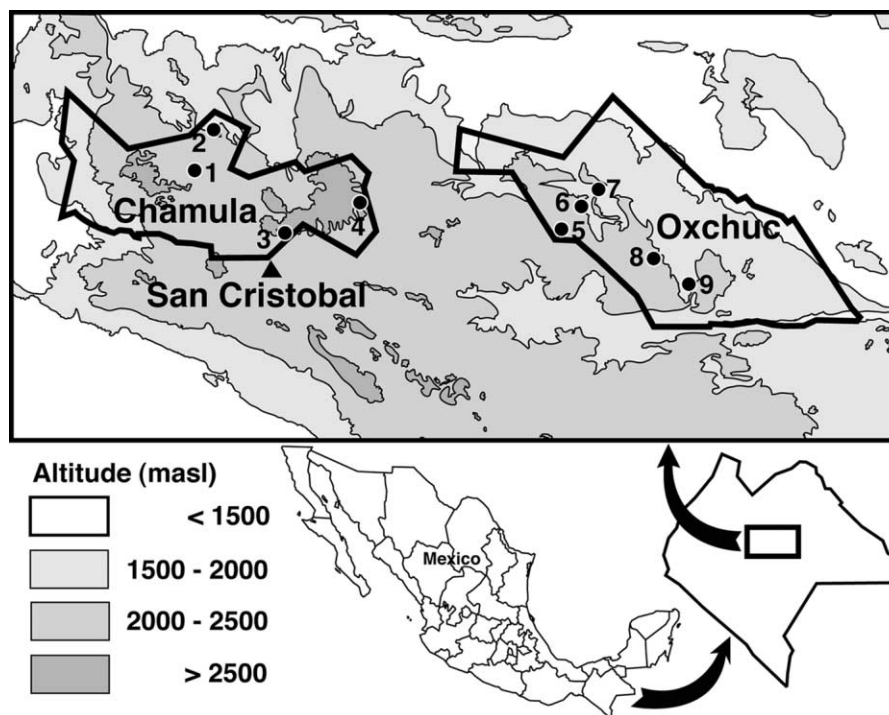 2
1
7
Chamula
6
4
Oxchuc
3
5
8
San Cristobal
9
Altitude (masl)
< 1500
1500 - 2000
2000 - 2500
> 2500
Mexico